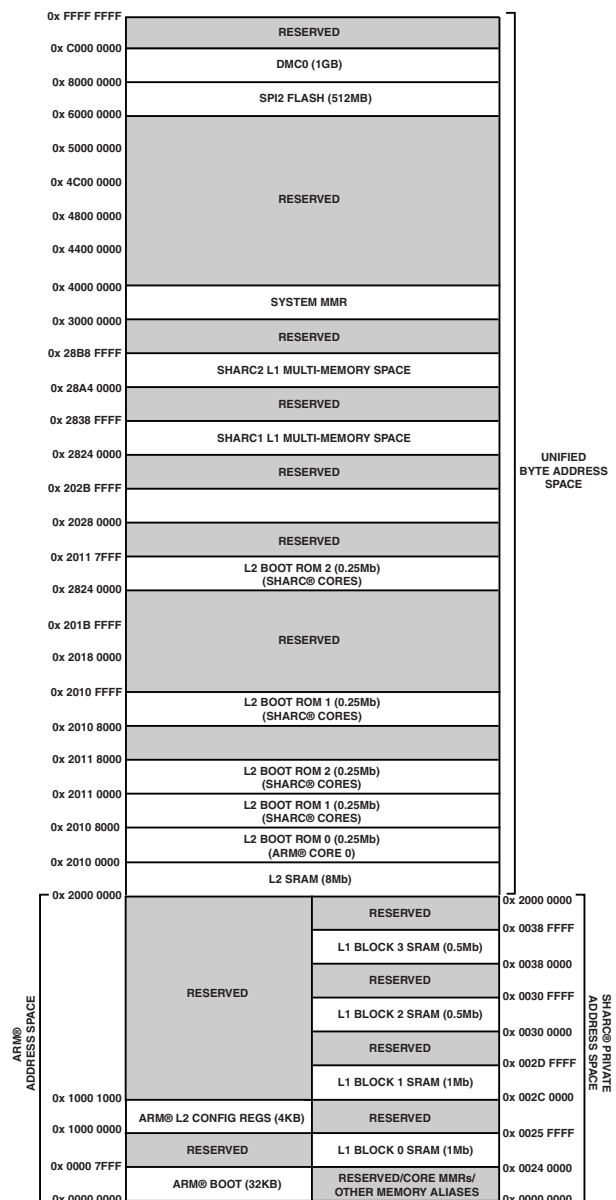 0x FFFF FFFF
RESERVED
0x C000 0000
DMC0 (1GB)
0x 8000 0000
SPI2 FLASH (512MB)
0x 6000 0000
0x 5000 0000
0x 4C00 0000
RESERVED
0x 4800 0000
0x 4400 0000
0x 4000 0000
SYSTEM MMR
0x 3000 0000
RESERVED
0x 28B8 FFFF
SHARC2 L1 MULTI-MEMORY SPACE
0x 28A4 0000
RESERVED
0x 2838 FFFF
SHARC1 L1 MULTI-MEMORY SPACE
0x 2824 0000
RESERVED
0x 202B FFFF
0x 2028 0000
RESERVED
0x 2011 7FFF
L2 BOOT ROM 2 (0.25Mb)
(SHARC® CORES)
0x 2824 0000
0x 201B FFFF
RESERVED
0x 2018 0000
0x 2010 FFFF
L2 BOOT ROM 1 (0.25Mb)
(SHARC® CORES)
0x 2010 8000
0x 2011 8000
L2 BOOT ROM 2 (0.25Mb)
(SHARC® CORES)
0x 2011 0000
L2 BOOT ROM 1 (0.25Mb)
(SHARC® CORES)
0x 2010 8000
L2 BOOT ROM 0 (0.25Mb)
(ARM® CORE 0)
0x 2010 0000
L2 SRAM (8Mb)
0x 2000 0000
UNIFIED
BYTE ADDRESS
SPACE
ARM®
ADDRESS SPACE
RESERVED
0x 1000 1000
ARM® L2 CONFIG REGS (4KB)
0x 1000 0000
RESERVED
0x 0000 7FFF
ARM® BOOT (32KB)
0x 0000 0000
0x 2000 0000
RESERVED
0x 0038 FFFF
L1 BLOCK 3 SRAM (0.5Mb)
0x 0038 0000
RESERVED
0x 0030 FFFF
L1 BLOCK 2 SRAM (0.5Mb)
0x 0030 0000
RESERVED
0x 002D FFFF
L1 BLOCK 1 SRAM (1Mb)
0x 002C 0000
RESERVED
0x 0025 FFFF
L1 BLOCK 0 SRAM (1Mb)
0x 0024 0000
RESERVED/CORE MMRs/
OTHER MEMORY ALIASES
0x 0000 0000
SHARC® PRIVATE
ADDRESS SPACE